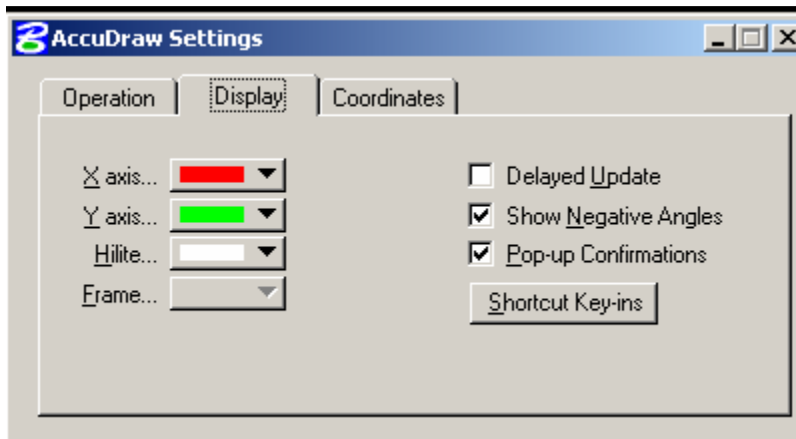 AccuDraw Settings
Operation Display Coordinates
X axis... Delayed Update
Y axis... Show Negative Angles
Hilite... Pop-up Confirmations
Frame... Shortcut Key-ins